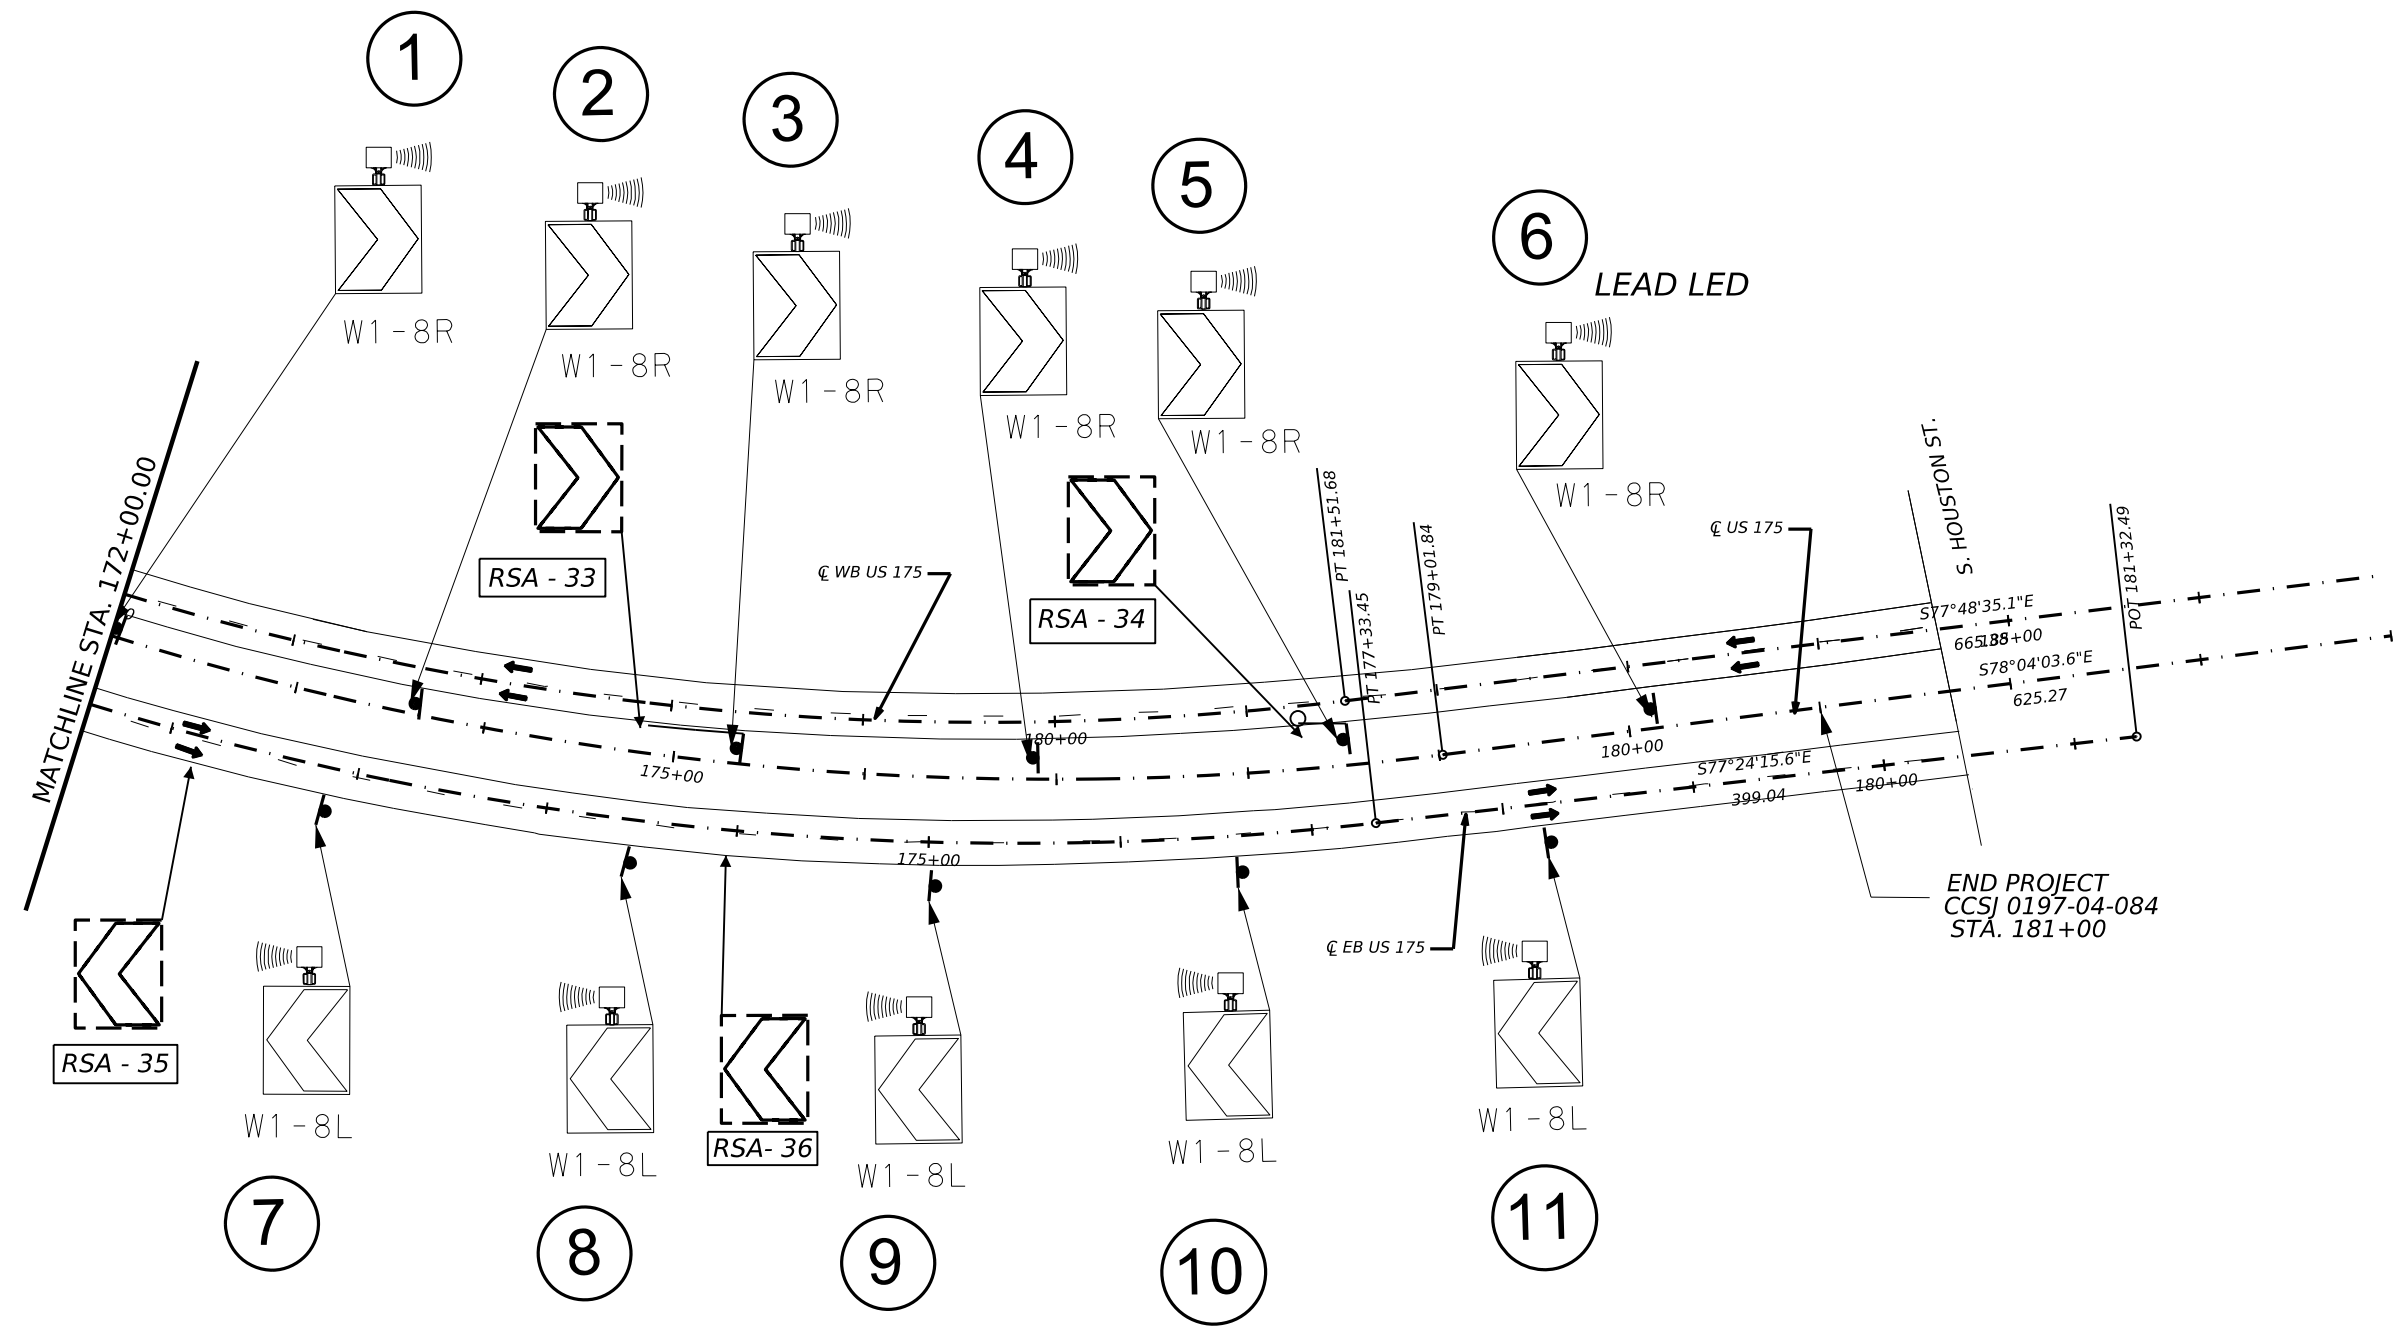 1
2
3
4
5
6
LEAD LED
W1-8R
W1-8R
W1-8R
W1-8R
W1-8R
W1-8R
MATCHLINE STA. 172+00.00
RSA - 33
RSA - 34
℄ WB US 175
PT 181+51.68
PT 177+33.45
PT 179+01.84
℄ US 175
S. HOUSTON ST.
POT 181+32.49
S77°48'35.1"E
185+00
S78°04'03.6"E
625.27
180+00
175+00
180+00
S77°24'15.6"E
399.04
180+00
175+00
℄ EB US 175
END PROJECT
CCSJ 0197-04-084
STA. 181+00
RSA - 35
RSA- 36
W1-8L
W1-8L
W1-8L
W1-8L
W1-8L
7
8
9
10
11